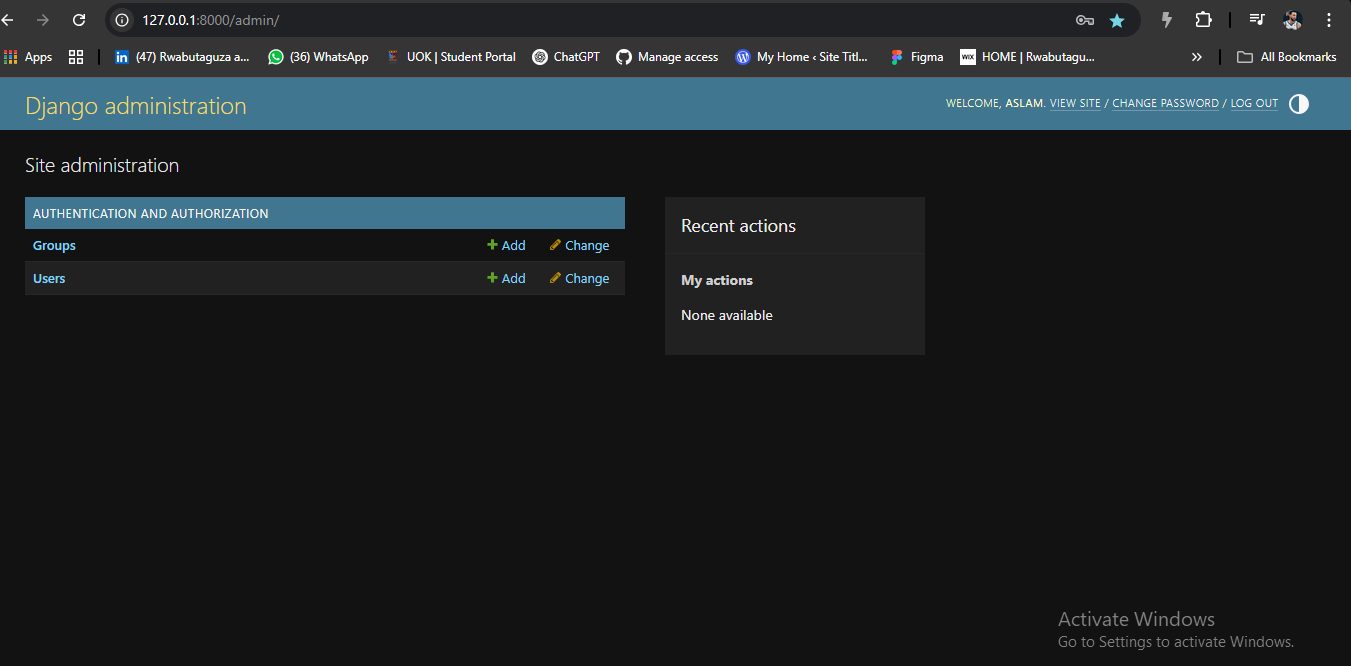 127.0.0.1:8000/admin/
Apps (47) Rwabutaguza a... (36) WhatsApp UOK | Student Portal ChatGPT Manage access My Home ‹ Site Titl... Figma WIX HOME | Rwabutagu... » All Bookmarks
Django administration
WELCOME, ASLAM. VIEW SITE / CHANGE PASSWORD / LOG OUT
Site administration
AUTHENTICATION AND AUTHORIZATION
Groups Add Change
Users Add Change
Recent actions
My actions
None available
Activate Windows
Go to Settings to activate Windows.